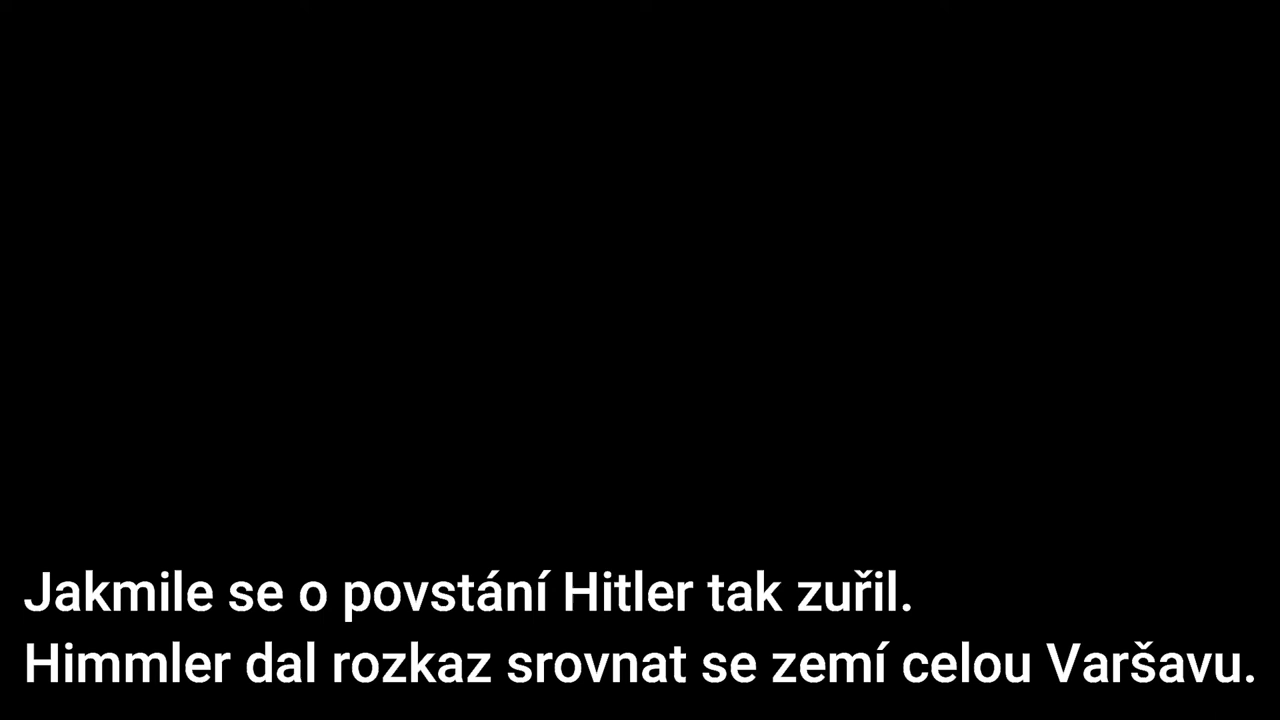 Jakmile se o povstání Hitler tak zuřil.
Himmler dal rozkaz srovnat se zemí celou Varšavu.